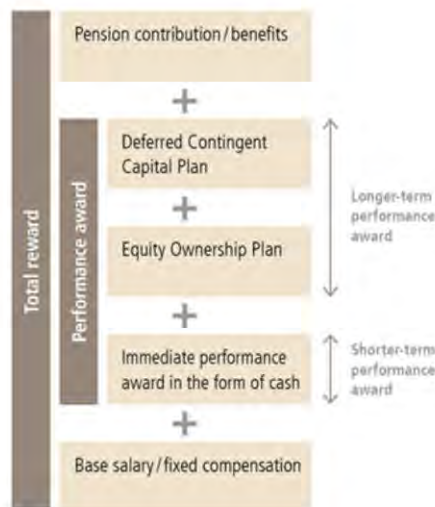 Total reward
Pension contribution/benefits
+
Performance award
Deferred Contingent
Capital Plan
+
Equity Ownership Plan
Longer-term
performance
award
+
Immediate performance
award in the form of cash
Shorter-term
performance
award
+
Base salary/fixed compensation